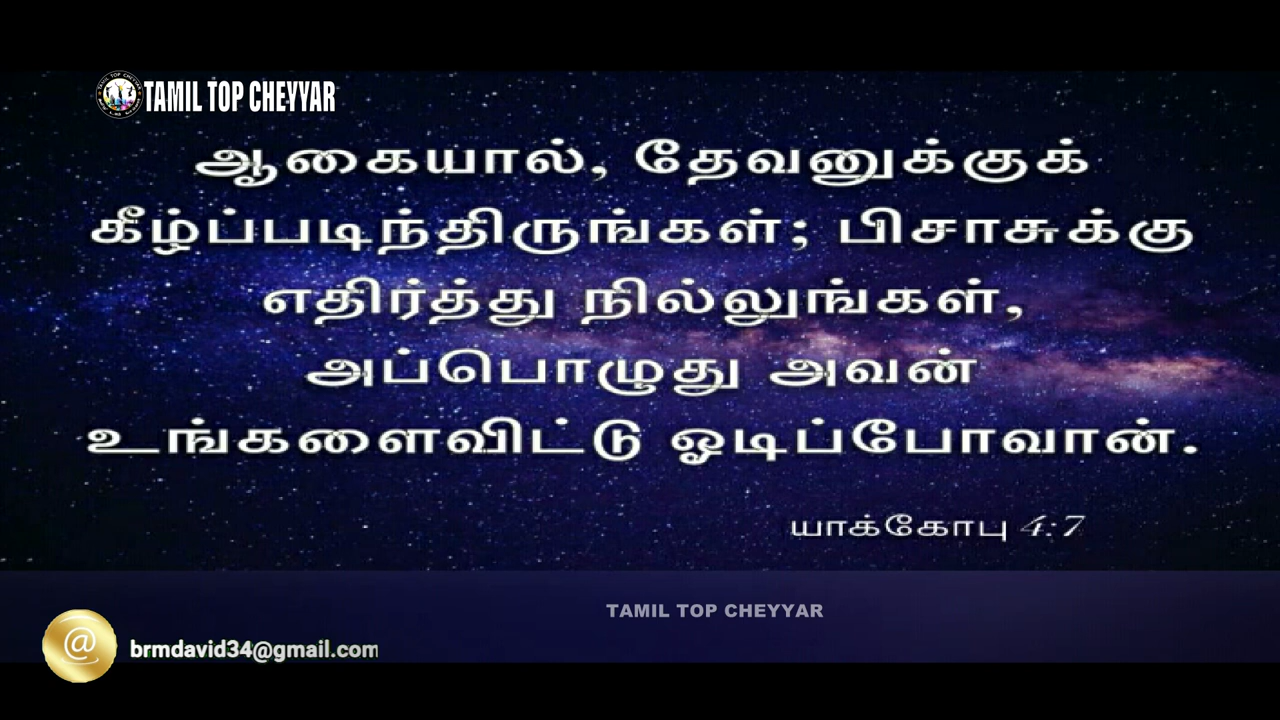 TAMIL TOP CHEYYAR
ஆகையால், தேவனுக்குக்
கீழ்ப்படிந்திருங்கள்; பிசாசுக்கு
எதிர்த்து நில்லுங்கள்,
அப்பொழுது அவன்
உங்களைவிட்டு ஓடிப்போவான்.
யாக்கோபு 4:7
TAMIL TOP CHEYYAR
@
brmdavid34@gmail.com